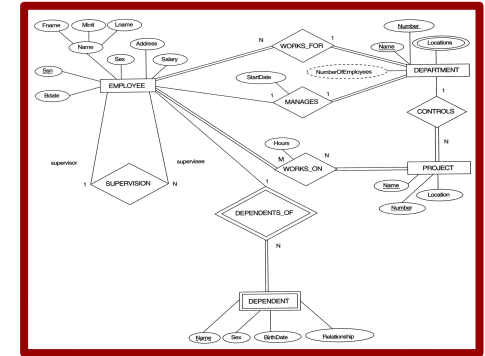 Fname
Minit
Lname
Number
Address
N
1
Name
Locations
Name
WORKS_FOR
Sex
Salary
Ssn
StartDate
NumberOfEmployees
DEPARTMENT
EMPLOYEE
1
1
1
Bdate
MANAGES
CONTROLS
Hours
M
N
N
supervisor
supervisee
WORKS_ON
PROJECT
1
SUPERVISION
N
1
Name
Location
Number
DEPENDENTS_OF
N
DEPENDENT
Name
Sex
BirthDate
Relationship